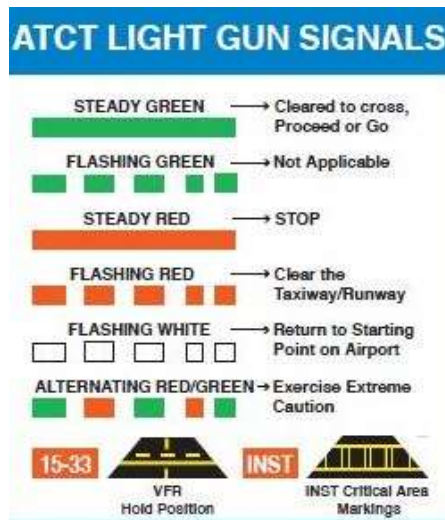 ATCT LIGHT GUN SIGNALS
STEADY GREEN → Cleared to cross,
Proceed or Go
FLASHING GREEN → Not Applicable
STEADY RED → STOP
FLASHING RED → Clear the
Taxiway/Runway
FLASHING WHITE → Return to Starting
Point on Airport
ALTERNATING RED/GREEN → Exercise Extreme
Caution
15-33
VFR
Hold Position
INST
INST Critical Area
Markings